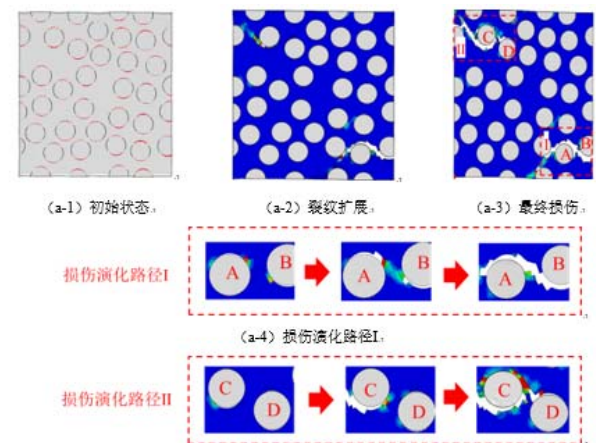 II
C
D
I
A
B
(a-1)初始状态
(a-2)裂纹扩展
(a-3)最终损伤
损伤演化路径I
A B
A B
A B
(a-4)损伤演化路径I
损伤演化路径II
C D
C D
C D